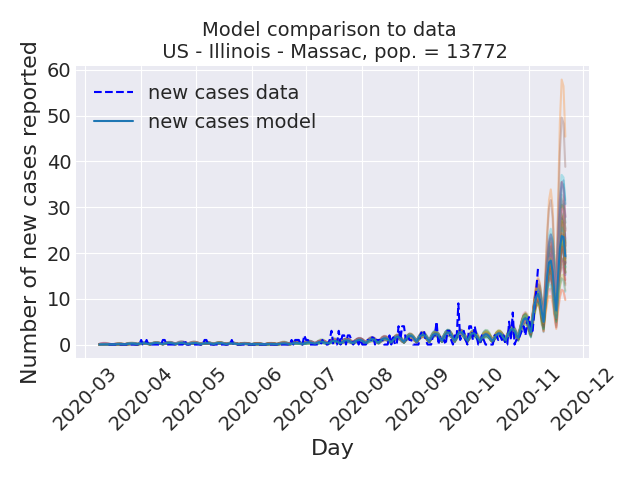 Model comparison to data
US - Illinois - Massac, pop. = 13772
Number of new cases reported
60
50
40
30
20
10
0
new cases data
new cases model
2020-03
2020-04
2020-05
2020-06
2020-07
2020-08
2020-09
2020-10
2020-11
2020-12
Day